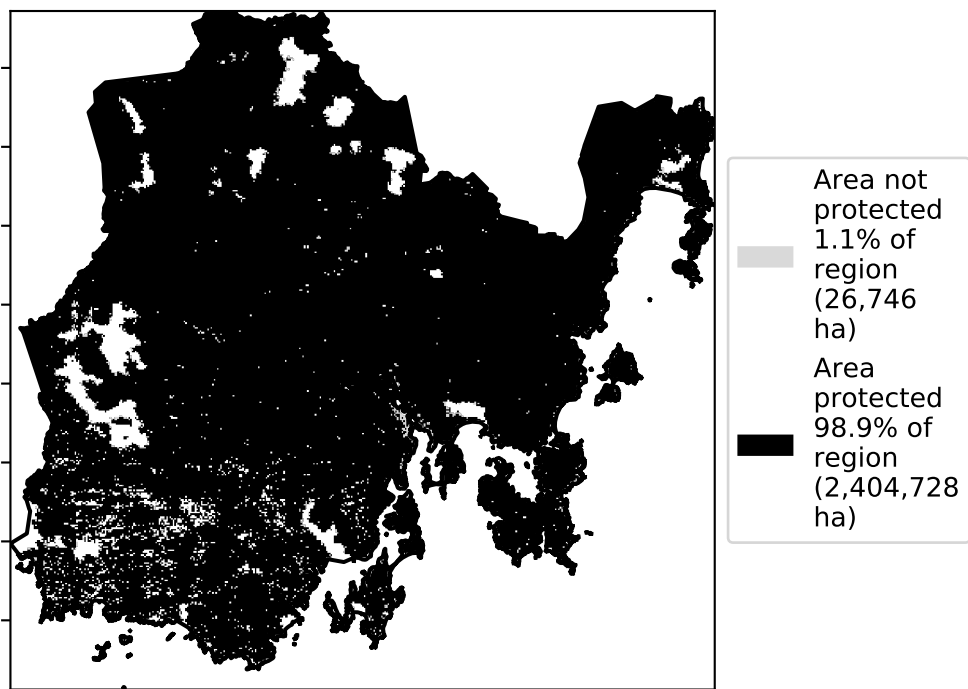 Area not
protected
1.1% of
region
(26,746
ha)
Area
protected
98.9% of
region
(2,404,728
ha)